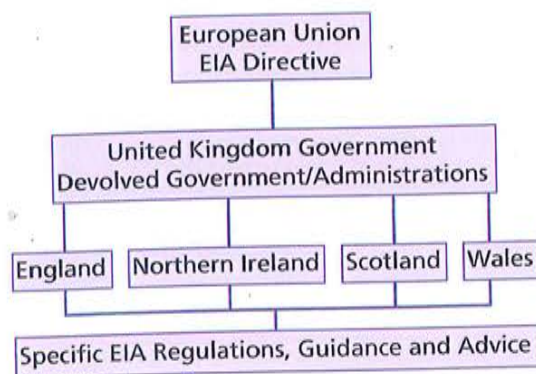 European Union
EIA Directive
United Kingdom Government
Devolved Government/Administrations
England
Northern Ireland
Scotland
Wales
Specific EIA Regulations, Guidance and Advice